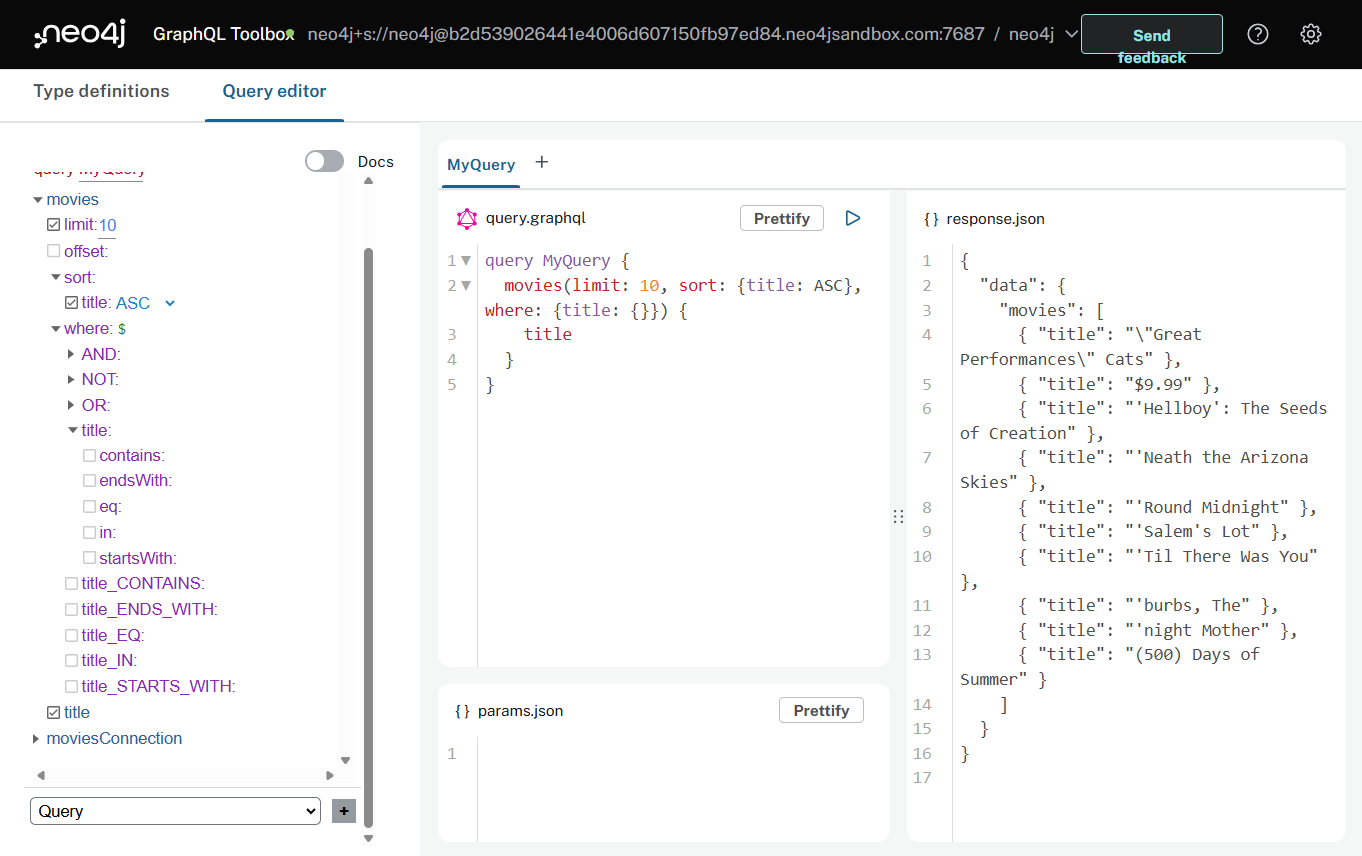 neo4j
GraphQL Toolbox neo4j+s://neo4j@b2d539026441e4006d607150fb97ed84.neo4jsandbox.com:7687 / neo4j
Send
feedback
Type definitions
Query editor
Docs
query MyQuery
movies
limit: 10
offset:
sort:
title: ASC
where: $
AND:
NOT:
OR:
title:
contains:
endsWith:
eq:
in:
startsWith:
title_CONTAINS:
title_ENDS_WITH:
title_EQ:
title_IN:
title_STARTS_WITH:
title
moviesConnection
Query
+
MyQuery +
query.graphql
Prettify
1 query MyQuery {
2 movies(limit: 10, sort: {title: ASC},
where: {title: {}}) {
3 title
4 }
5 }
{ } params.json
Prettify
1
{ } response.json
1 {
2 "data": {
3 "movies": [
4 { "title": "\"Great
Performances\" Cats" },
5 { "title": "$9.99" },
6 { "title": "'Hellboy': The Seeds
of Creation" },
7 { "title": "'Neath the Arizona
Skies" },
8 { "title": "'Round Midnight" },
9 { "title": "'Salem's Lot" },
10 { "title": "'Til There Was You"
},
11 { "title": "'burbs, The" },
12 { "title": "'night Mother" },
13 { "title": "(500) Days of
Summer" }
14 ]
15 }
16 }
17